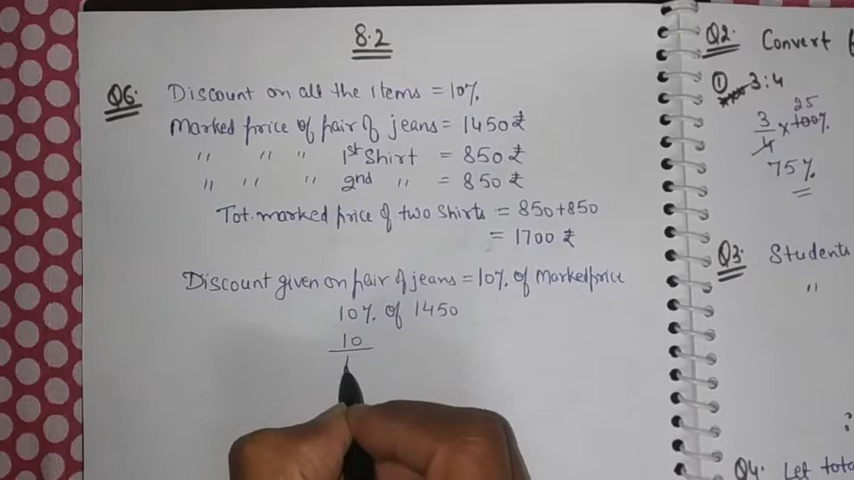 8.2
Q6. Discount on all the items = 10%.
Marked price of pair of jeans = 1450 ₹
" " " 1st Shirt = 850 ₹
" " " 2nd " = 850 ₹
Tot. marked price of two Shirts = 850+850
= 1700 ₹
Discount given on pair of jeans = 10%. of Marked price
10%. of 1450
10
1
Q2. Convert
① 3:4
3/4 × 100% 25
75%
Q3. Students
"
?
Q4. Let tota